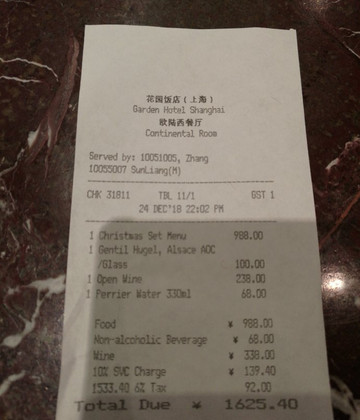 花园饭店(上海)
Garden Hotel Shanghai
欧陆西餐厅
Continental Room
Served by: 10051005, Zhang
10055007 SunLiang(M)
CHK 31811 TBL 11/1 GST 1
24 DEC'18 22:02 PM
1 Christmas Set Menu 988.00
1 Gentil Hugel, Alsace AOC
/Glass 100.00
1 Open Wine 238.00
1 Perrier Water 330ml 68.00
Food ¥ 988.00
Non-alcoholic Beverage ¥ 68.00
Wine ¥ 338.00
10% SVC Charge ¥ 139.40
1533.40 6% Tax 92.00
Total Due ¥ 1625.40